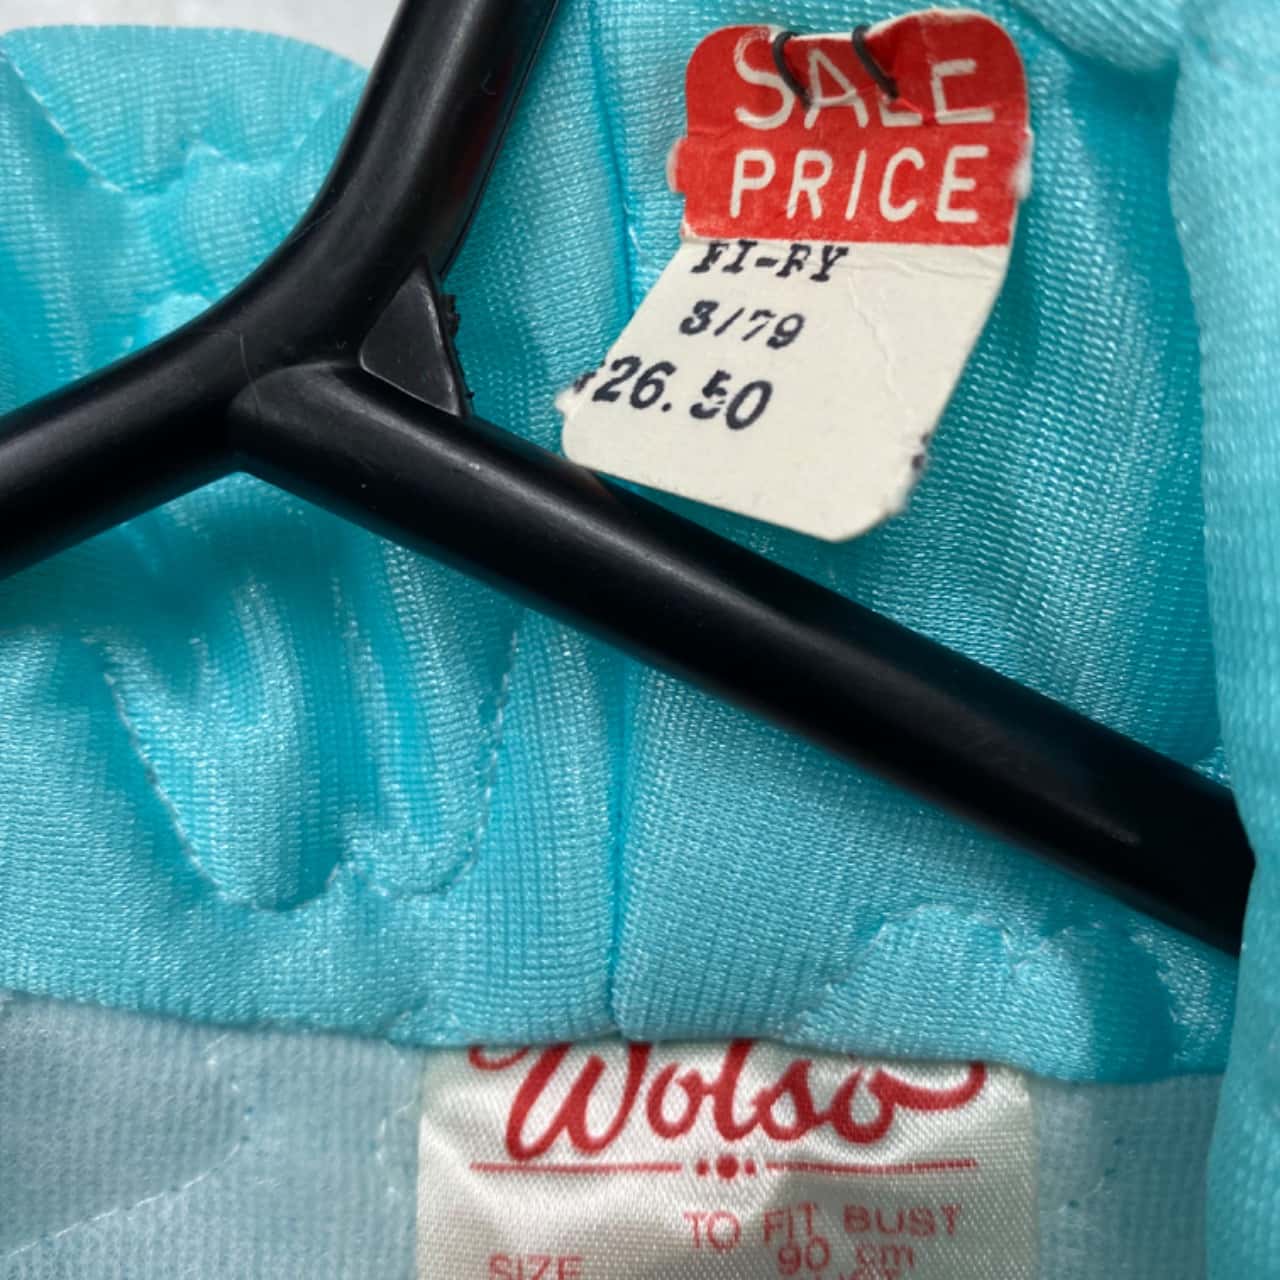 SALE
PRICE
FI-FY
3/79
$26.50
Wolso
TO FIT BUST
90 cm
SIZE